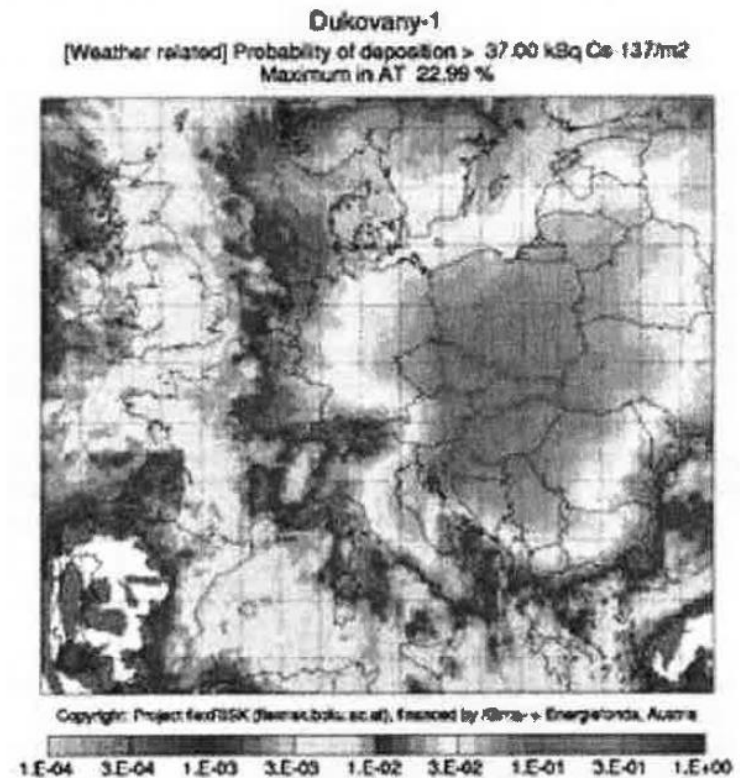 Dukovany-1
[Weather related] Probability of deposition > 37.00 kBq Cs-137/m2
Maximum in AT 22.99 %
Copyright: Project flexRISK (flexrisk.boku.ac.at), financed by Energiefonds, Austria
1.E-04 3.E-04 1.E-03 3.E-03 1.E-02 3.E-02 1.E-01 3.E-01 1.E+00